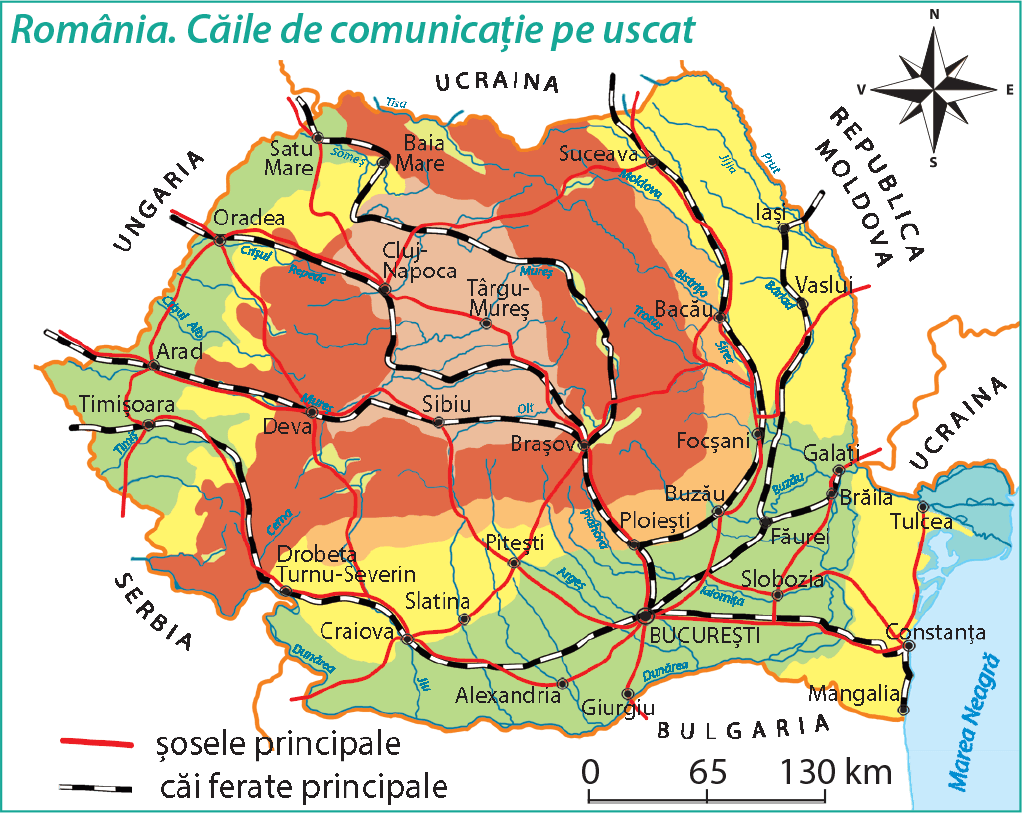 România. Căile de comunicație pe uscat
N
V
E
S
UCRAINA
REPUBLICA
MOLDOVA
UNGARIA
UCRAINA
SERBIA
BULGARIA
Marea Neagră
Tisa
Satu
Mare
Someș
Baia
Mare
Suceava
Moldova
Jijia
Prut
Iași
Oradea
Crișul
Repede
Cluj-
Napoca
Mureș
Târgu-
Mureș
Bistrița
Bacău
Trotuș
Siret
Bârlad
Vaslui
Crișul Alb
Arad
Timișoara
Timiș
Mureș
Deva
Sibiu
Olt
Brașov
Focșani
Galați
Brăila
Tulcea
Buzău
Buzău
Ploiești
Prahova
Făurei
Cerna
Drobeta
Turnu-Severin
Pitești
Argeș
Slobozia
Ialomița
Slatina
Craiova
BUCUREȘTI
Constanța
Dunărea
Jiu
Alexandria
Giurgiu
Dunărea
Mangalia
șosele principale
căi ferate principale
0 65 130 km